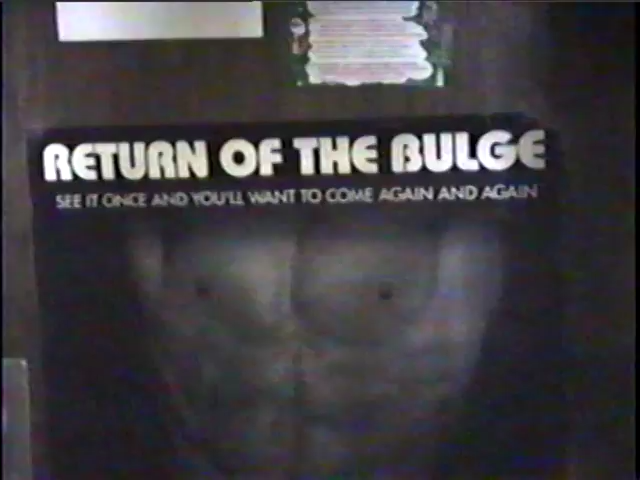 RETURN OF THE BULGE
SEE IT ONCE AND YOU'LL WANT TO COME AGAIN AND AGAIN